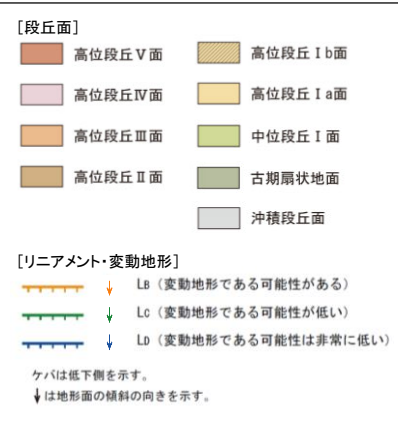 [段丘面]
高位段丘Ⅴ面
高位段丘Ⅳ面
高位段丘Ⅲ面
高位段丘Ⅱ面
高位段丘Ⅰb面
高位段丘Ⅰa面
中位段丘Ⅰ面
古期扇状地面
沖積段丘面
[リニアメント・変動地形]
LB (変動地形である可能性がある)
LC (変動地形である可能性が低い)
LD (変動地形である可能性は非常に低い)
ケバは低下側を示す。
↓は地形面の傾斜の向きを示す。